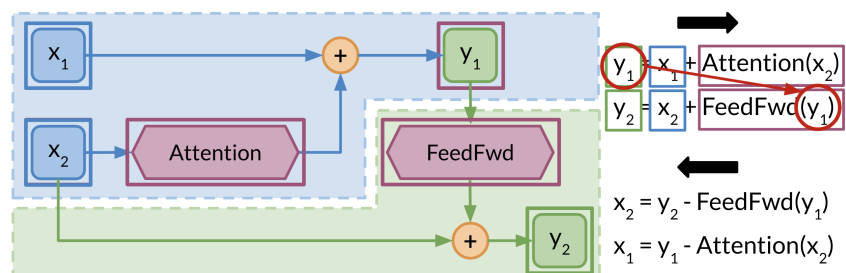 x₁
+
y₁
x₂
Attention
FeedFwd
+
y₂
y₁ = x₁ + Attention(x₂)
y₂ = x₂ + FeedFwd(y₁)
x₂ = y₂ - FeedFwd(y₁)
x₁ = y₁ - Attention(x₂)